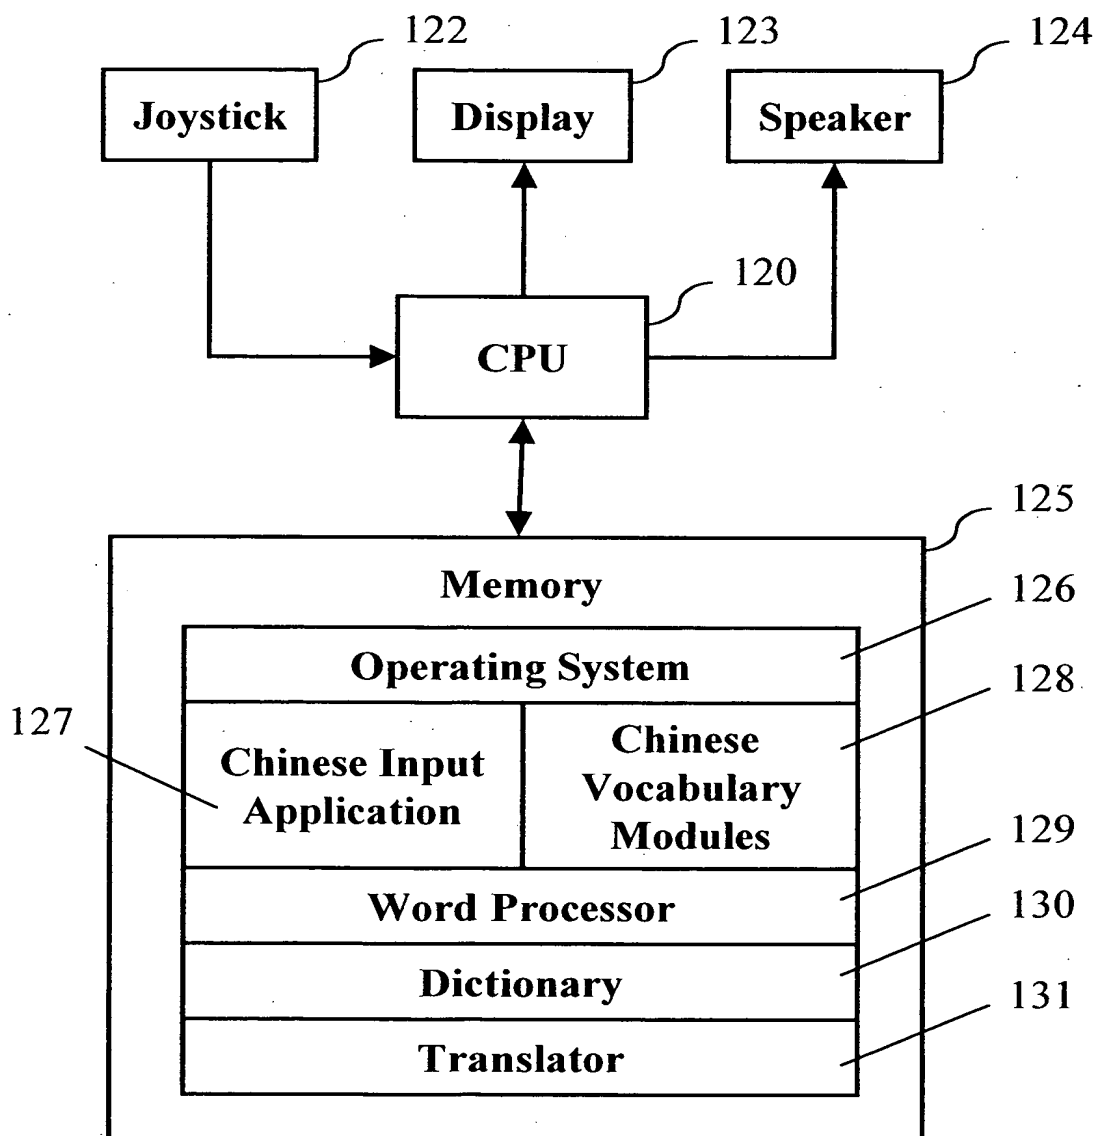 122
123
124
Joystick
Display
Speaker
120
CPU
125
Memory
126
Operating System
128
127
Chinese Input
Application
Chinese
Vocabulary
Modules
129
Word Processor
130
Dictionary
131
Translator